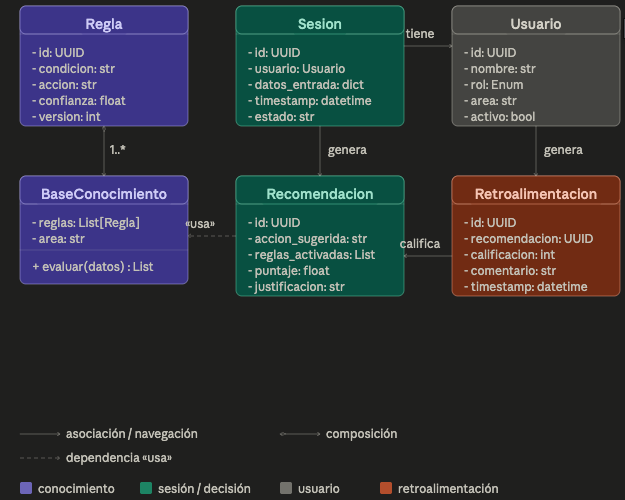 Regla
- id: UUID
- condicion: str
- accion: str
- confianza: float
- version: int
Sesion
- id: UUID
- usuario: Usuario
- datos_entrada: dict
- timestamp: datetime
- estado: str
tiene
Usuario
- id: UUID
- nombre: str
- rol: Enum
- area: str
- activo: bool
1..*
genera
genera
BaseConocimiento
- reglas: List[Regla]
- area: str
+ evaluar(datos) : List
«usa»
Recomendacion
- id: UUID
- accion_sugerida: str
- reglas_activadas: List
- puntaje: float
- justificacion: str
califica
Retroalimentacion
- id: UUID
- recomendacion: UUID
- calificacion: int
- comentario: str
- timestamp: datetime
asociación / navegación
composición
dependencia «usa»
conocimiento
sesión / decisión
usuario
retroalimentación